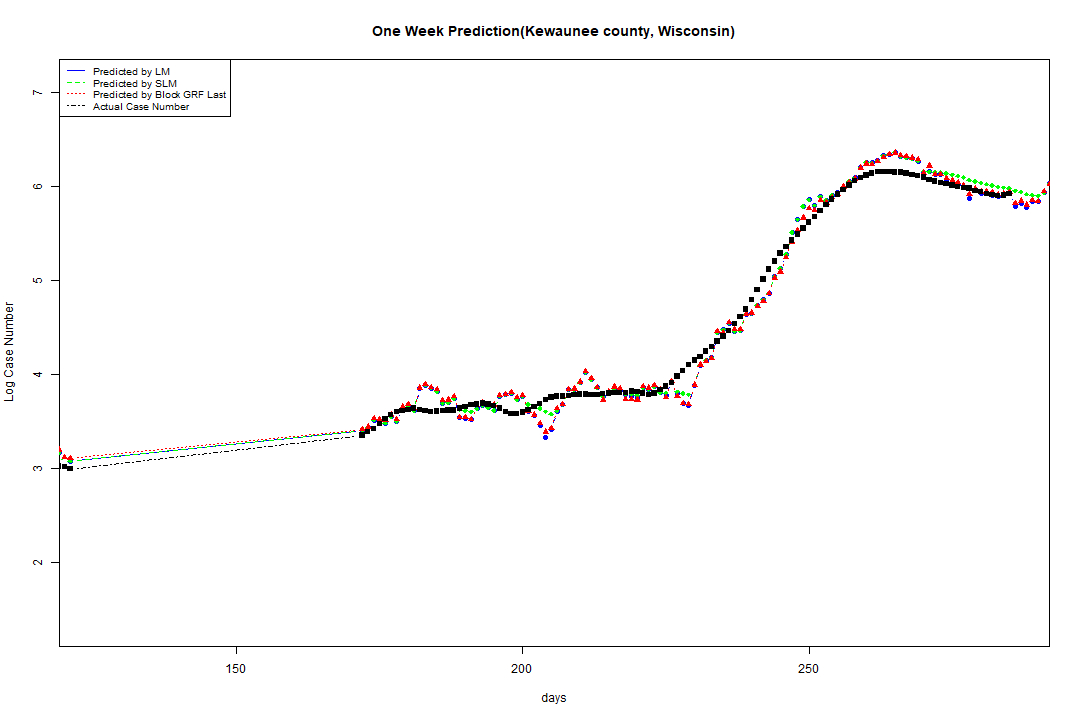 One Week Prediction(Kewaunee county, Wisconsin)
Predicted by LM
Predicted by SLM
Predicted by Block GRF Last
Actual Case Number
7
6
5
4
3
2
Log Case Number
150
200
250
days